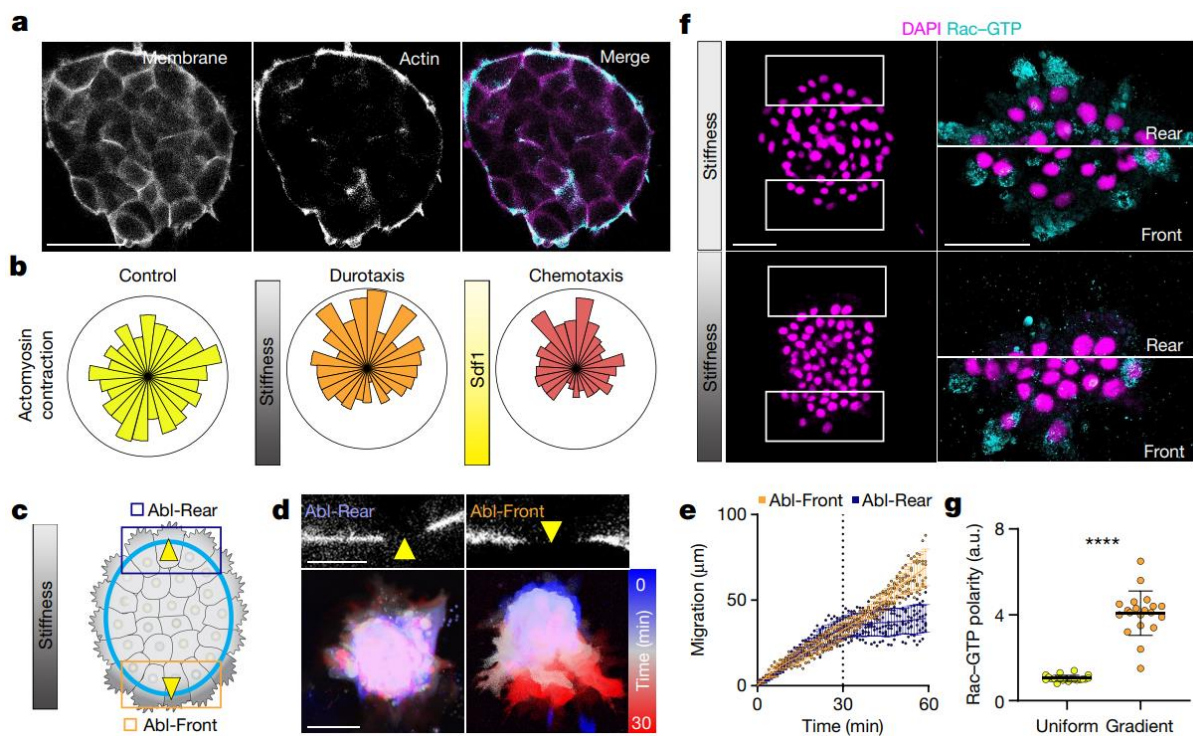 a
Membrane
Actin
Merge
b
Control
Durotaxis
Chemotaxis
Actomyosin
contraction
Stiffness
Sdf1
c
Abl-Rear
Stiffness
Abl-Front
d
Abl-Rear
Abl-Front
0
Time (min)
30
e
Abl-Front
Abl-Rear
Migration (µm)
100
50
0
0
30
60
Time (min)
f
DAPI Rac–GTP
Stiffness
Rear
Front
Stiffness
Rear
Front
g
Rac–GTP polarity (a.u.)
8
4
0
****
Uniform Gradient